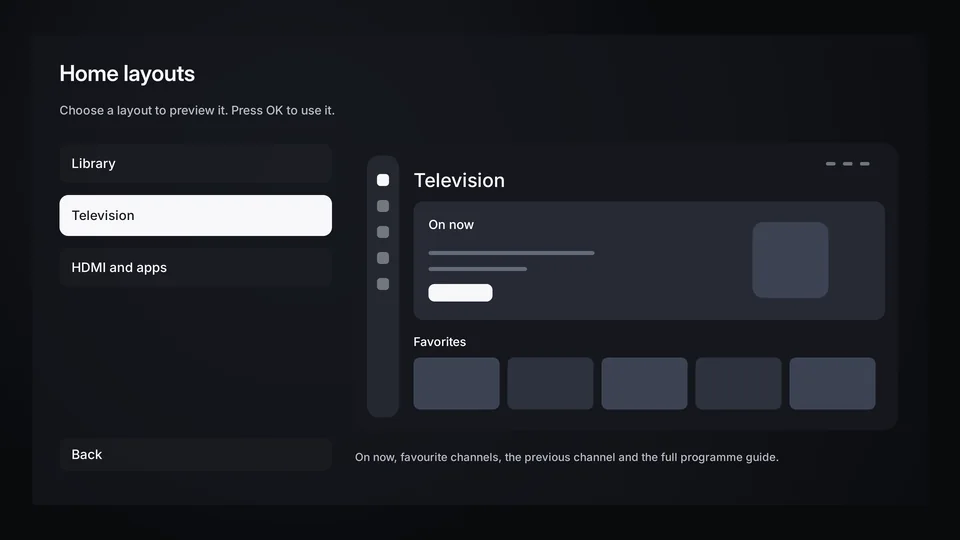 Home layouts
Choose a layout to preview it. Press OK to use it.
Library
Television
HDMI and apps
Back
Television
On now
Favorites
On now, favourite channels, the previous channel and the full programme guide.